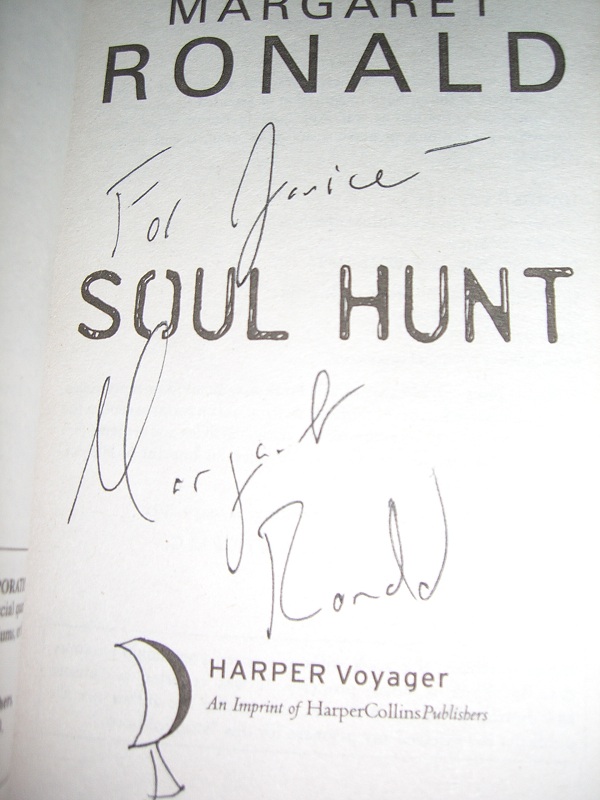 MARGARET
RONALD
For Janice —
SOUL HUNT
Margaret
Ronald
HARPER Voyager
An Imprint of HarperCollinsPublishers